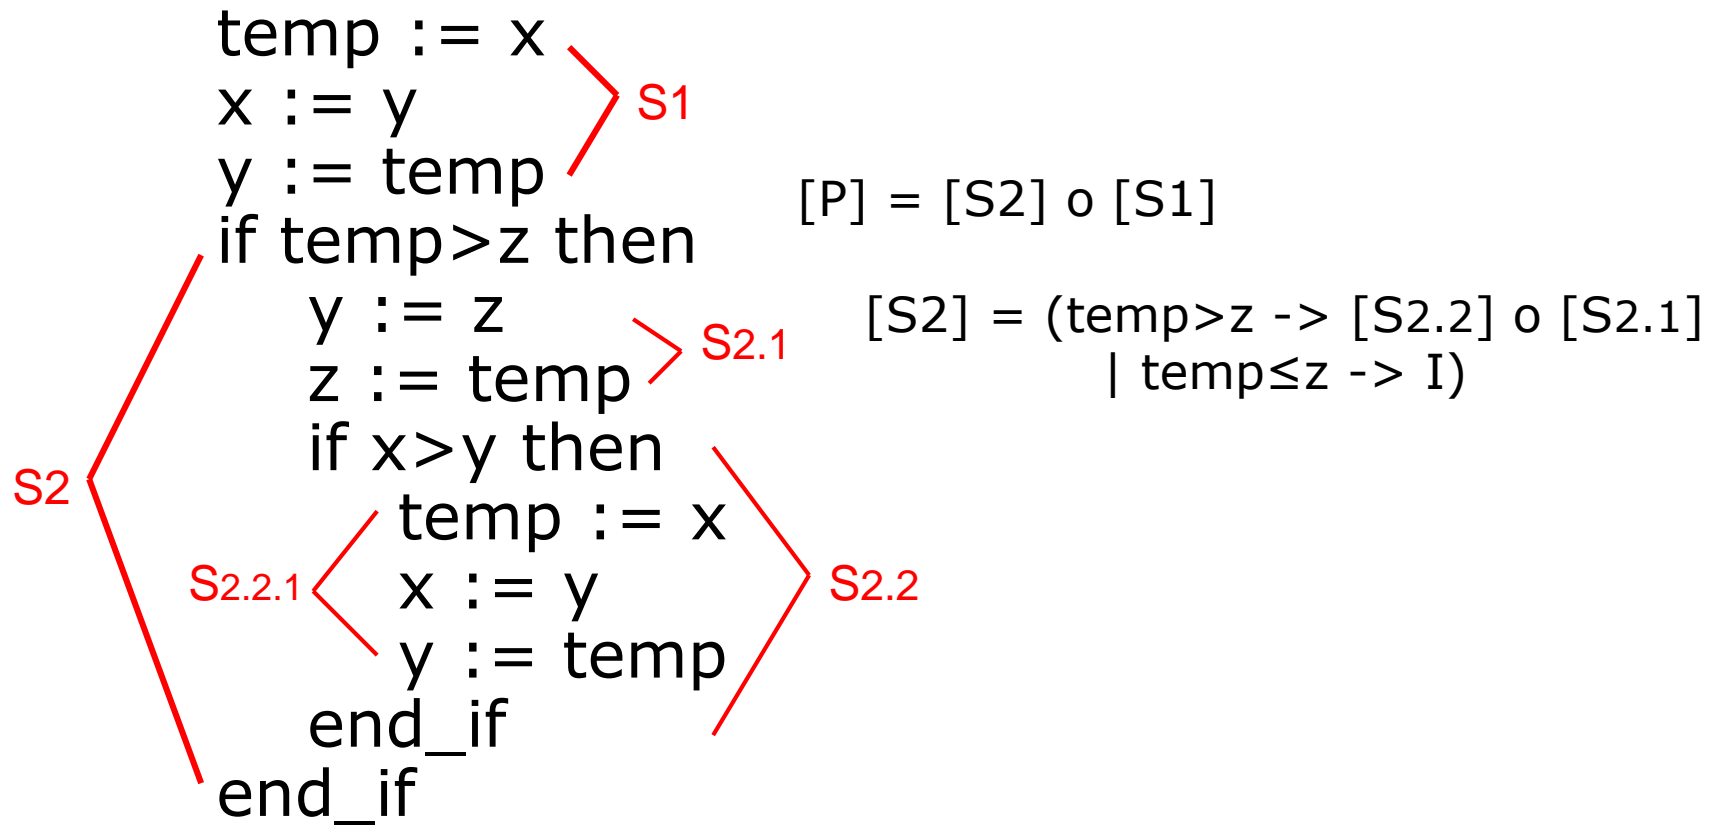 temp := x
x := y
S1
y := temp
[P] = [S2] o [S1]
if temp>z then
y := z
[S2] = (temp>z -> [S2.2] o [S2.1]
S2.1
z := temp
| temp≤z -> I)
if x>y then
S2
temp := x
S2.2.1
x := y
S2.2
y := temp
end_if
end_if